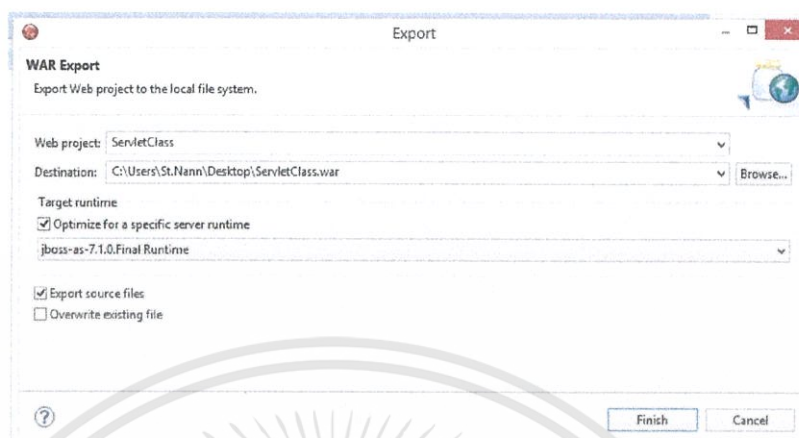 Export
WAR Export
Export Web project to the local file system.
Web project: ServletClass
Destination: C:\Users\St.Nann\Desktop\ServletClass.war Browse...
Target runtime
Optimize for a specific server runtime
jboss-as-7.1.0.Final Runtime
Export source files
Overwrite existing file
? Finish Cancel